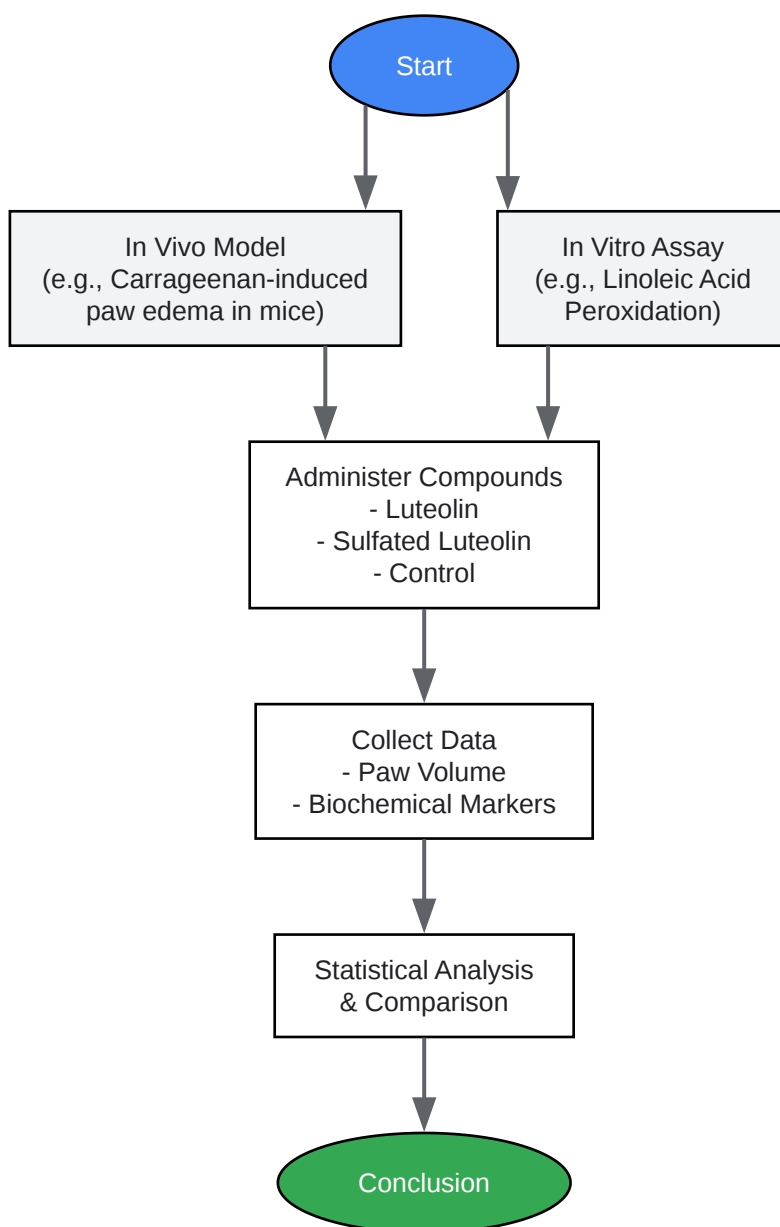 Start
In Vivo Model
(e.g., Carrageenan-induced
paw edema in mice)
In Vitro Assay
(e.g., Linoleic Acid
Peroxidation)
Administer Compounds
- Luteolin
- Sulfated Luteolin
- Control
Collect Data
- Paw Volume
- Biochemical Markers
Statistical Analysis
& Comparison
Conclusion